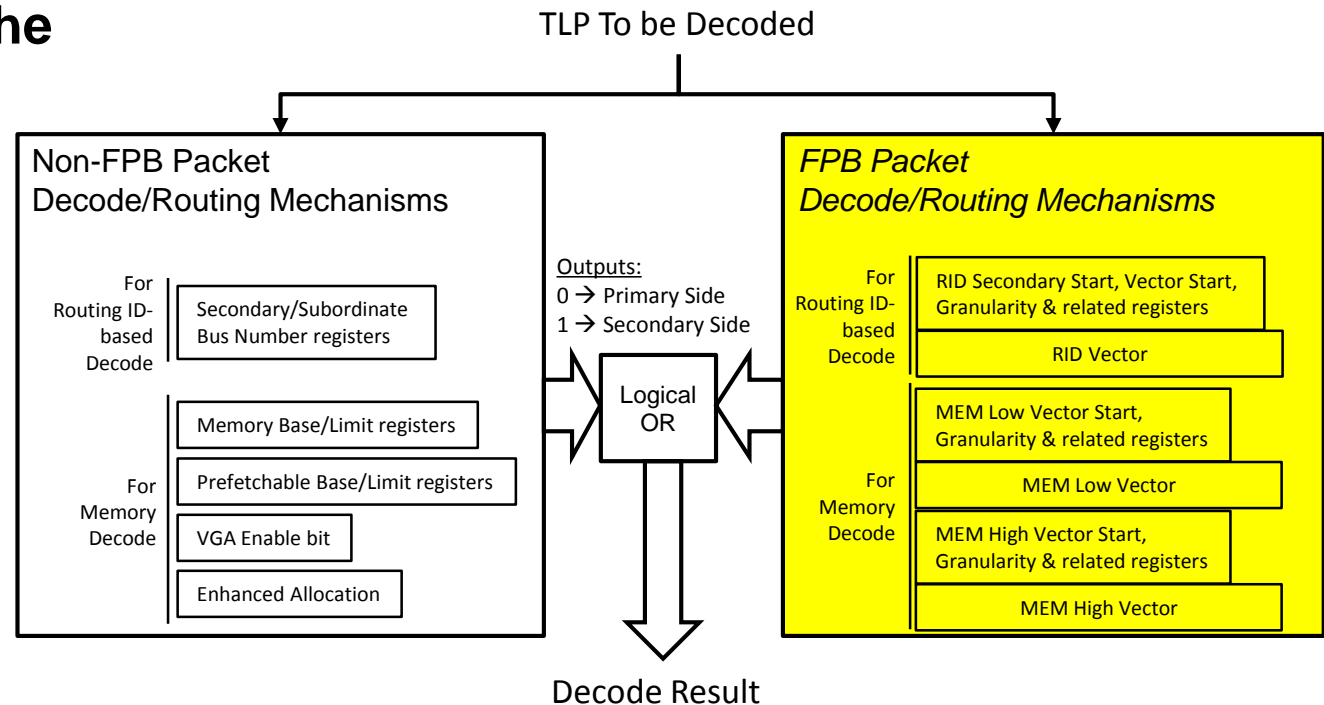 he
TLP To be Decoded
Non-FPB Packet
Decode/Routing Mechanisms
For
Routing ID-
based
Decode
Secondary/Subordinate
Bus Number registers
For
Memory
Decode
Memory Base/Limit registers
Prefetchable Base/Limit registers
VGA Enable bit
Enhanced Allocation
Outputs:
0 → Primary Side
1 → Secondary Side
Logical
OR
FPB Packet
Decode/Routing Mechanisms
For
Routing ID-
based
Decode
RID Secondary Start, Vector Start,
Granularity & related registers
RID Vector
For
Memory
Decode
MEM Low Vector Start,
Granularity & related registers
MEM Low Vector
MEM High Vector Start,
Granularity & related registers
MEM High Vector
Decode Result